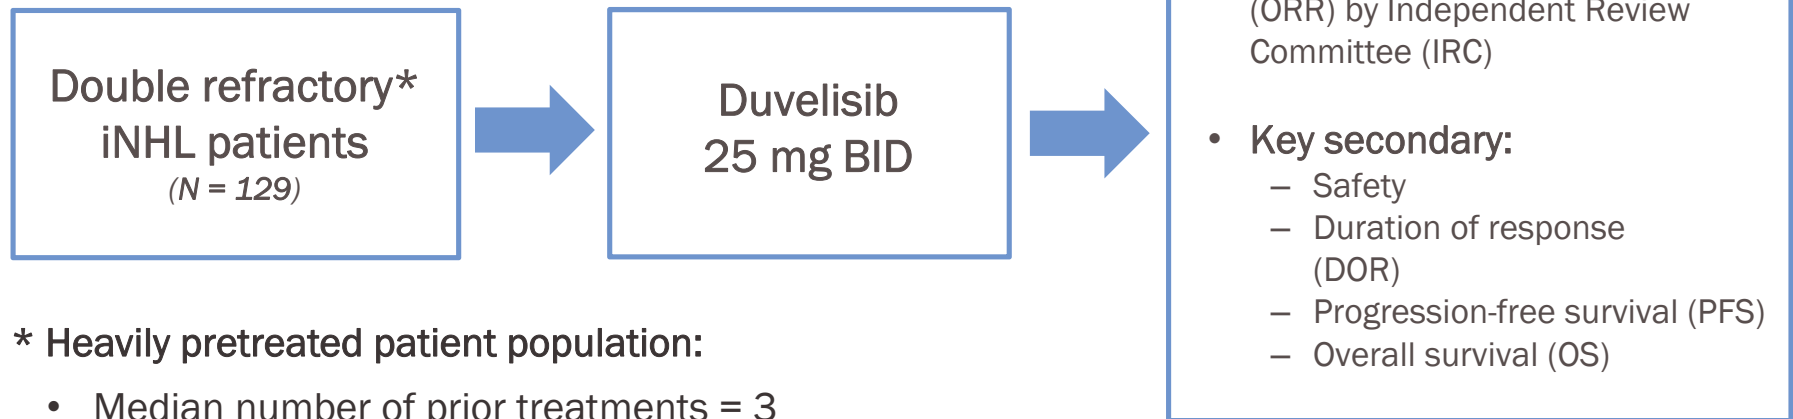 Double refractory*
iNHL patients
(N = 129)
Duvelisib
25 mg BID
(ORR) by Independent Review
Committee (IRC)
• Key secondary:
– Safety
– Duration of response
(DOR)
– Progression-free survival (PFS)
– Overall survival (OS)
* Heavily pretreated patient population:
• Median number of prior treatments = 3